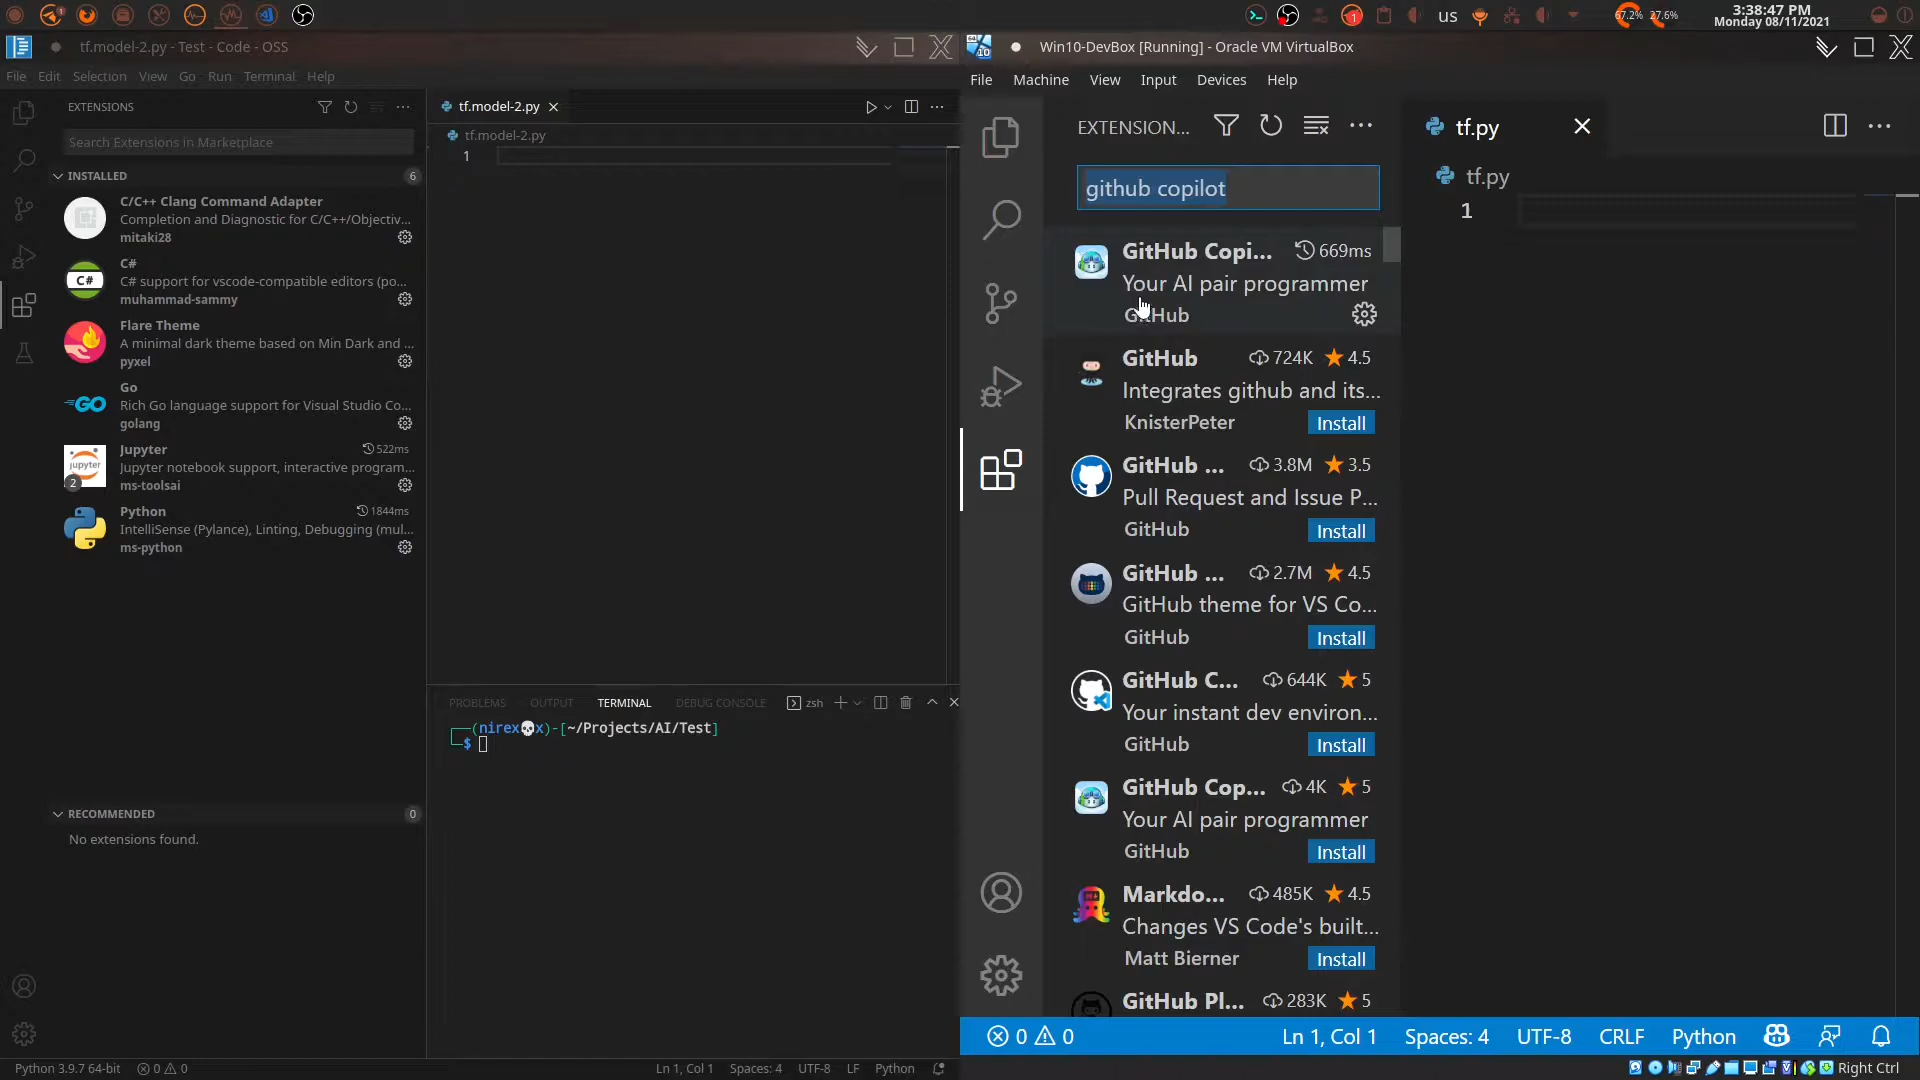 us
1
67.2% 27.6%
3:38:47 PM
Monday 08/11/2021
tf.model-2.py - Test - Code - OSS
File Edit Selection View Go Run Terminal Help
EXTENSIONS
Search Extensions in Marketplace
INSTALLED 6
C/C++ Clang Command Adapter
Completion and Diagnostic for C/C++/Objectiv...
mitaki28
C#
C#
C# support for vscode-compatible editors (po...
muhammad-sammy
Flare Theme
A minimal dark theme based on Min Dark and ...
pyxel
Go
GO
Rich Go language support for Visual Studio Co...
golang
Jupyter 522ms
jupyter
2
Jupyter notebook support, interactive program...
ms-toolsai
Python 1844ms
IntelliSense (Pylance), Linting, Debugging (mul...
ms-python
RECOMMENDED 0
No extensions found.
tf.model-2.py
tf.model-2.py
1
PROBLEMS OUTPUT TERMINAL DEBUG CONSOLE zsh
(nirex💀x)-[~/Projects/AI/Test]
$
Python 3.9.7 64-bit 0 0 Ln 1, Col 1 Spaces: 4 UTF-8 LF Python
Win10-DevBox [Running] - Oracle VM VirtualBox
File Machine View Input Devices Help
EXTENSION...
github copilot
GitHub Copi... 669ms
Your AI pair programmer
GitHub
GitHub 724K 4.5
Integrates github and its...
KnisterPeter Install
GitHub ... 3.8M 3.5
Pull Request and Issue P...
GitHub Install
GitHub ... 2.7M 4.5
GitHub theme for VS Co...
GitHub Install
GitHub C... 644K 5
Your instant dev environ...
GitHub Install
GitHub Cop... 4K 5
Your AI pair programmer
GitHub Install
Markdo... 485K 4.5
Changes VS Code's built...
Matt Bierner Install
GitHub Pl... 283K 5
tf.py
tf.py
1
0 0 Ln 1, Col 1 Spaces: 4 UTF-8 CRLF Python
Right Ctrl